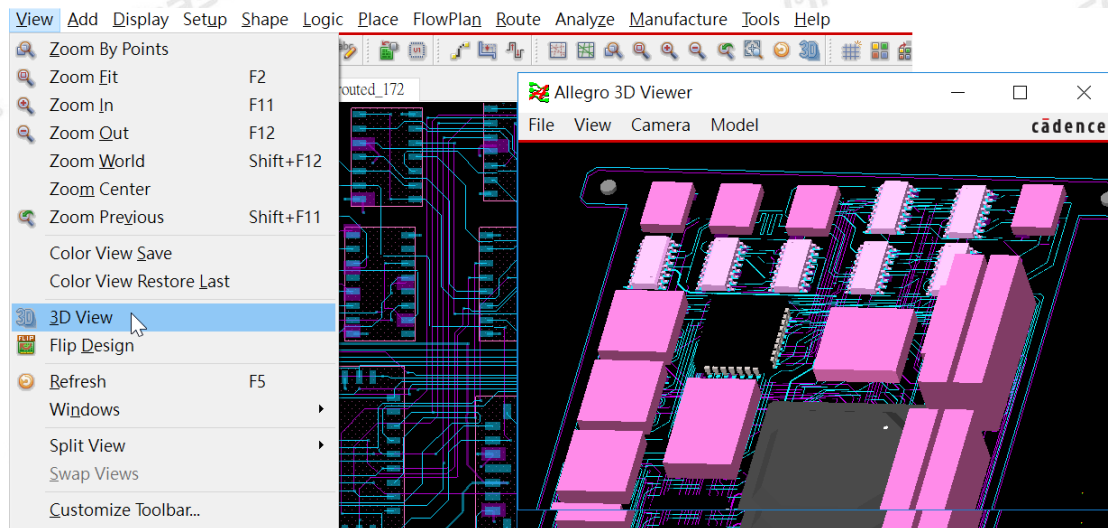 View Add Display Setup Shape Logic Place FlowPlan Route Analyze Manufacture Tools Help
Zoom By Points
Zoom Fit F2
Zoom In F11
Zoom Out F12
Zoom World Shift+F12
Zoom Center
Zoom Previous Shift+F11
Color View Save
Color View Restore Last
3D 3D View
FLIP Flip Design
Refresh F5
Windows
Split View
Swap Views
Customize Toolbar...
3D
routed_172
Allegro 3D Viewer
File View Camera Model
cādence